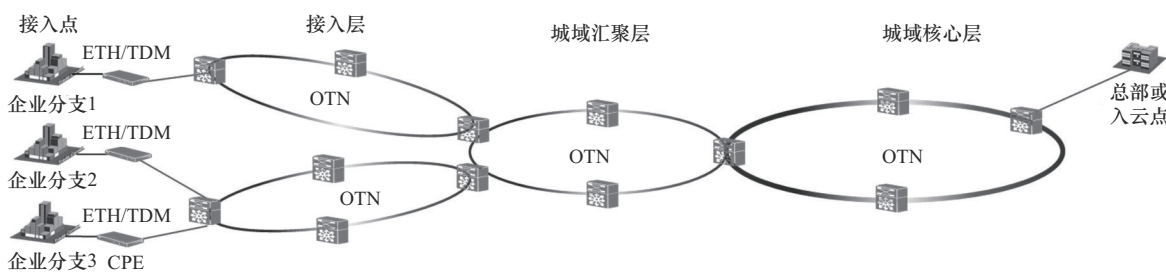 接入点
接入层
城域汇聚层
城域核心层
ETH/TDM
企业分支1
OTN
ETH/TDM
企业分支2
OTN
ETH/TDM
企业分支3
CPE
OTN
OTN
总部或
入云点